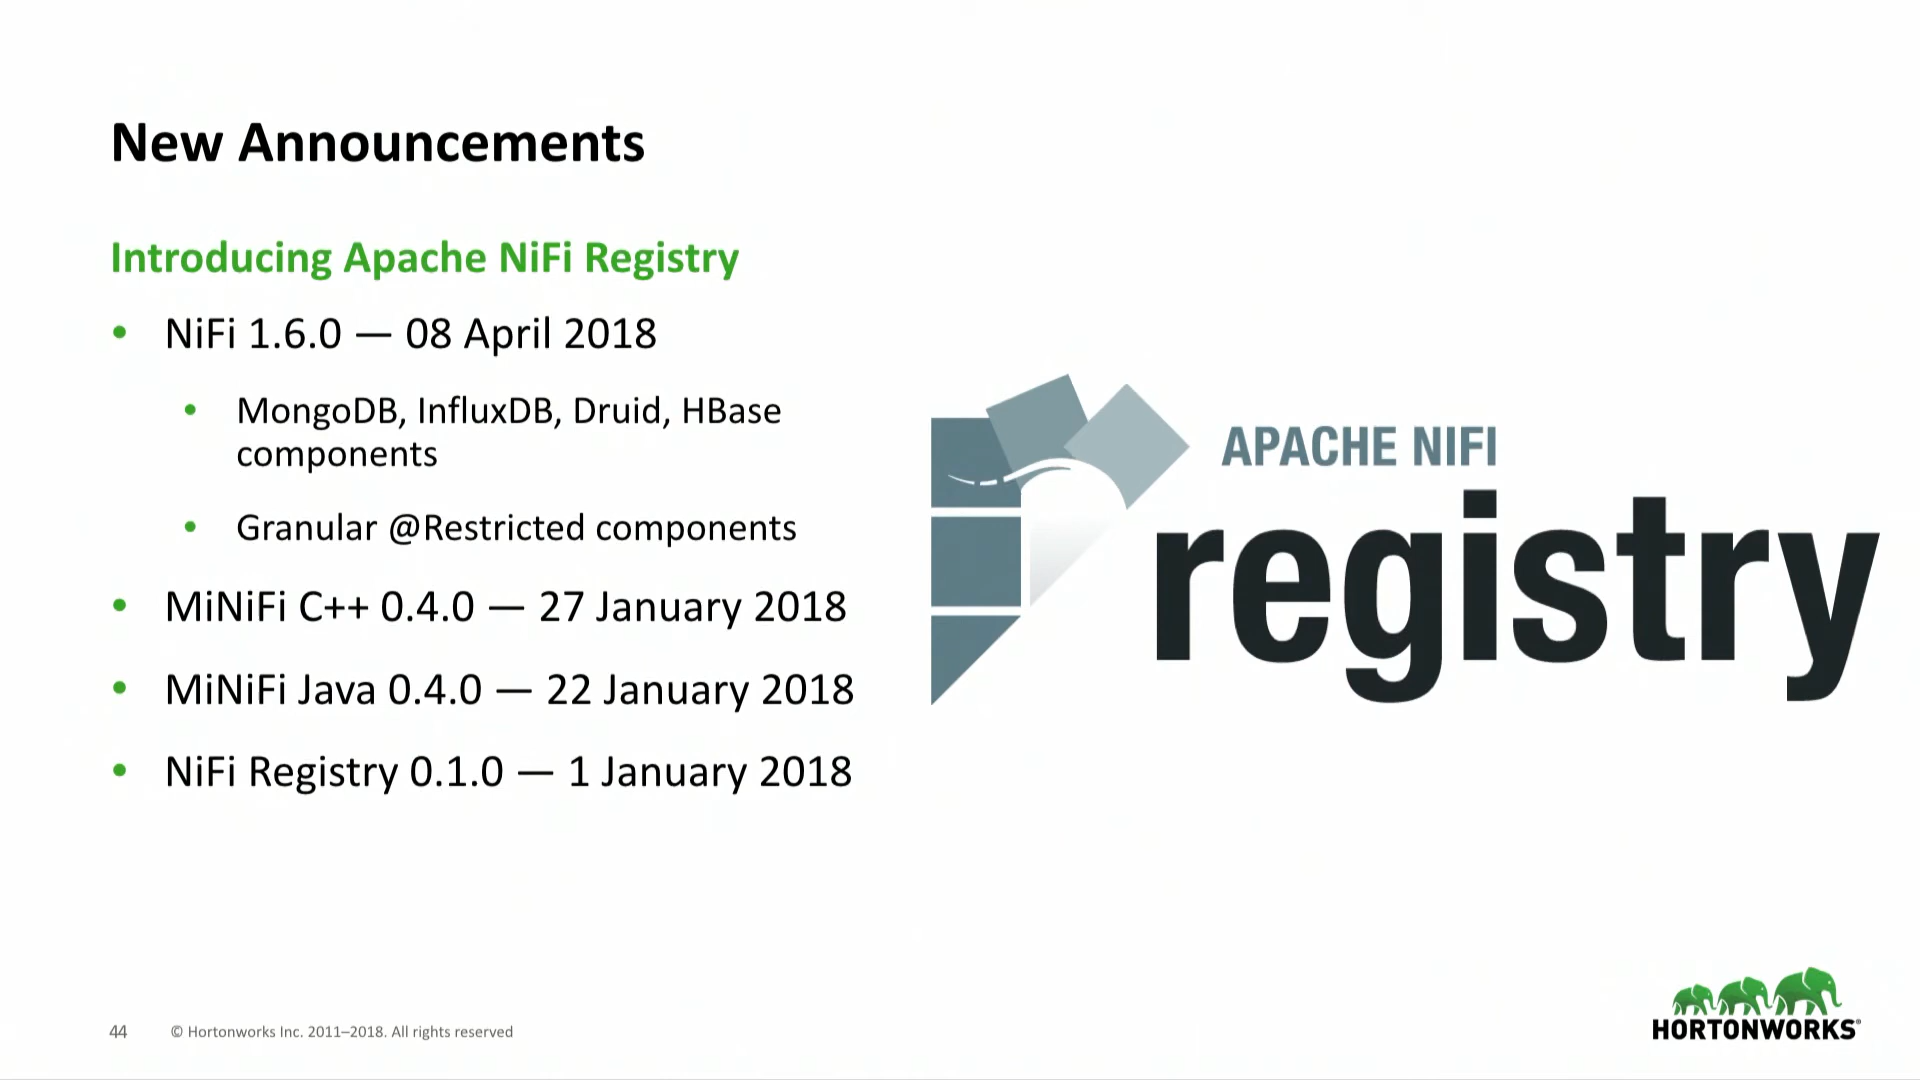 New Announcements
Introducing Apache NiFi Registry
• NiFi 1.6.0 — 08 April 2018
• MongoDB, InfluxDB, Druid, HBase
components
• Granular @Restricted components
• MiNiFi C++ 0.4.0 — 27 January 2018
• MiNiFi Java 0.4.0 — 22 January 2018
• NiFi Registry 0.1.0 — 1 January 2018
APACHE NIFI
registry
44 © Hortonworks Inc. 2011–2018. All rights reserved
HORTONWORKS®